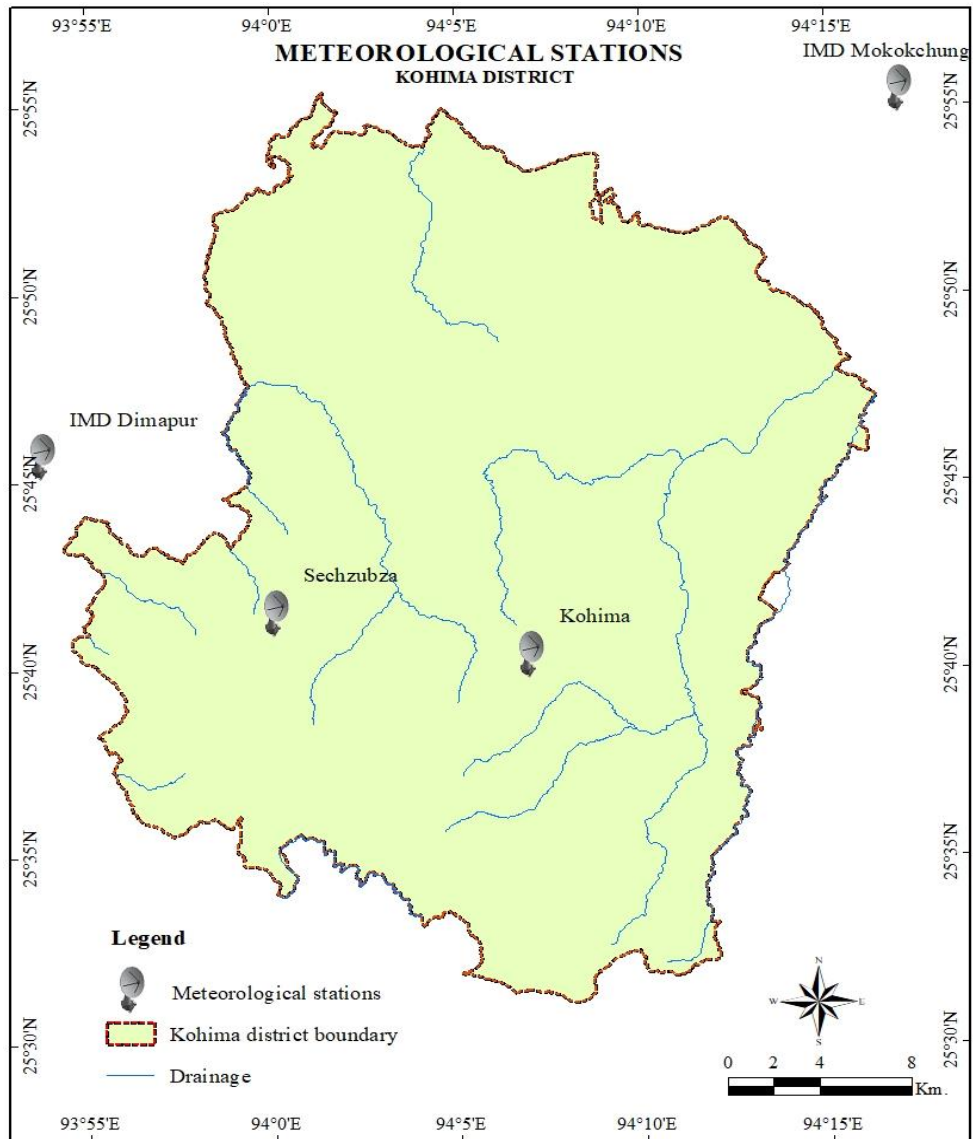 93°55'E 94°0'E 94°5'E 94°10'E 94°15'E
METEOROLOGICAL STATIONS
KOHIMA DISTRICT
IMD Mokokchung
25°55'N 25°55'N
25°50'N 25°50'N
IMD Dimapur
25°45'N 25°45'N
Sechzubza
Kohima
25°40'N 25°40'N
25°35'N 25°35'N
Legend
Meteorological stations
Kohima district boundary
Drainage
N
W E
S
25°30'N 25°30'N
0 2 4 8
Km.
93°55'E 94°0'E 94°5'E 94°10'E 94°15'E